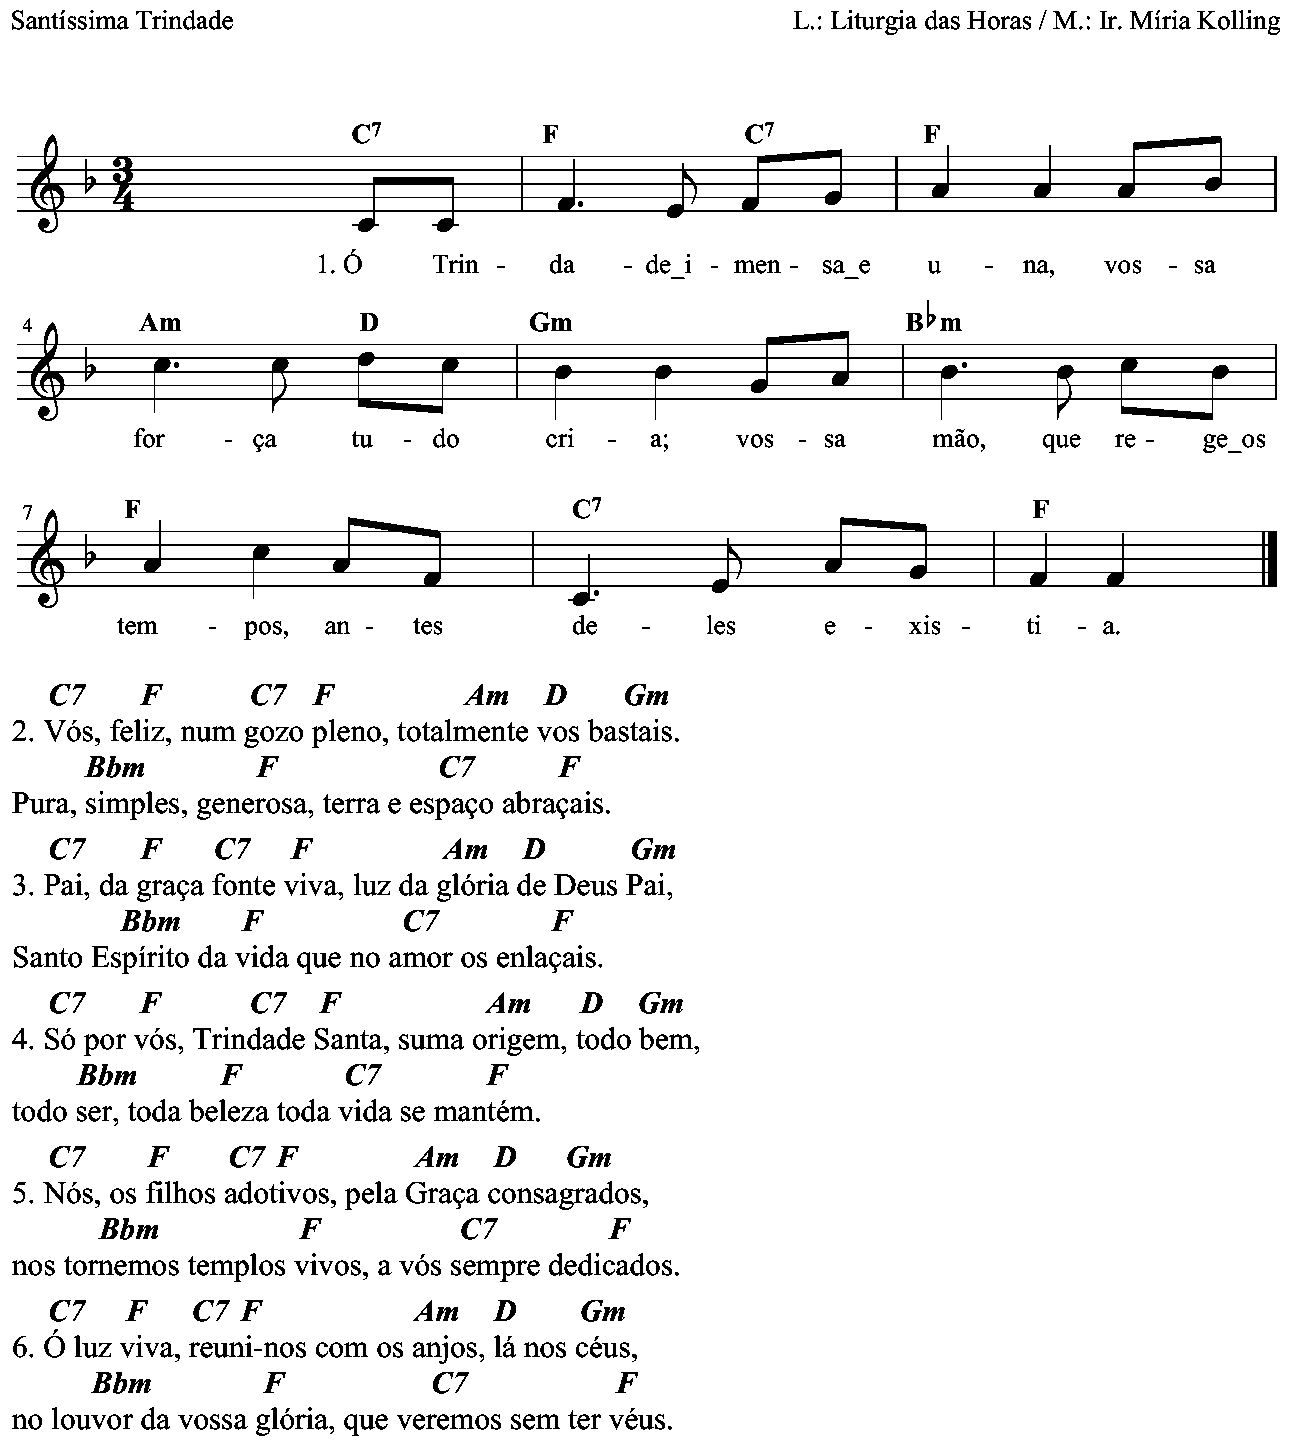 Santíssima Trindade L.: Liturgia das Horas / M.: Ir. Míria Kolling
C7 F C7 F
3/4
1. Ó Trin - da - de_i - men - sa_e u - na, vos - sa
4 Am D Gm B♭m
for - ça tu - do cri - a; vos - sa mão, que re - ge_os
7 F C7 F
tem - pos, an - tes de - les e - xis - ti - a.
C7 F C7 F Am D Gm
2. Vós, feliz, num gozo pleno, totalmente vos bastais.
Bbm F C7 F
Pura, simples, generosa, terra e espaço abraçais.
C7 F C7 F Am D Gm
3. Pai, da graça fonte viva, luz da glória de Deus Pai,
Bbm F C7 F
Santo Espírito da vida que no amor os enlaçais.
C7 F C7 F Am D Gm
4. Só por vós, Trindade Santa, suma origem, todo bem,
Bbm F C7 F
todo ser, toda beleza toda vida se mantém.
C7 F C7 F Am D Gm
5. Nós, os filhos adotivos, pela Graça consagrados,
Bbm F C7 F
nos tornemos templos vivos, a vós sempre dedicados.
C7 F C7 F Am D Gm
6. Ó luz viva, reuni-nos com os anjos, lá nos céus,
Bbm F C7 F
no louvor da vossa glória, que veremos sem ter véus.